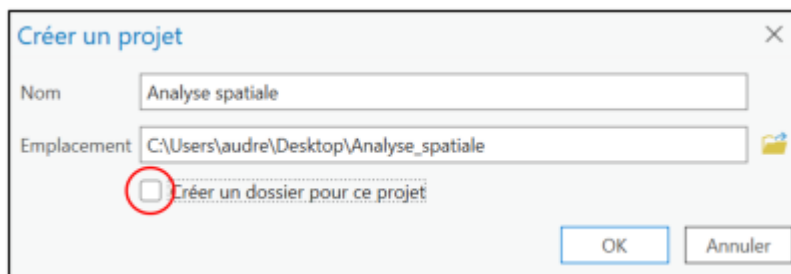 Créer un projet
Nom Analyse spatiale
Emplacement C:\Users\audre\Desktop\Analyse_spatiale
Créer un dossier pour ce projet
OK Annuler